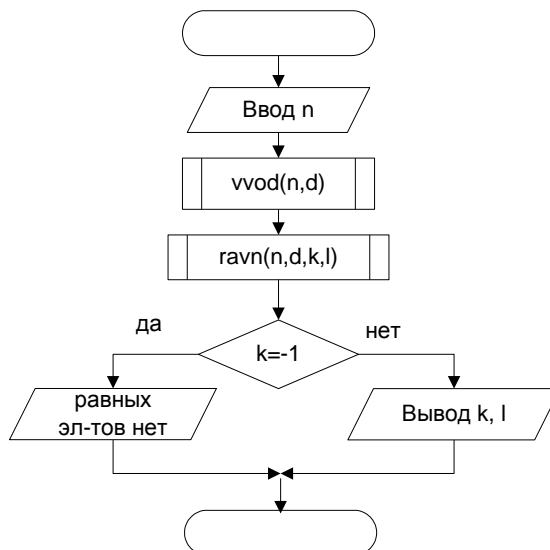 Ввод n
vvod(n,d)
ravn(n,d,k,l)
да
нет
k=-1
равных
эл-тов нет
Вывод k, l